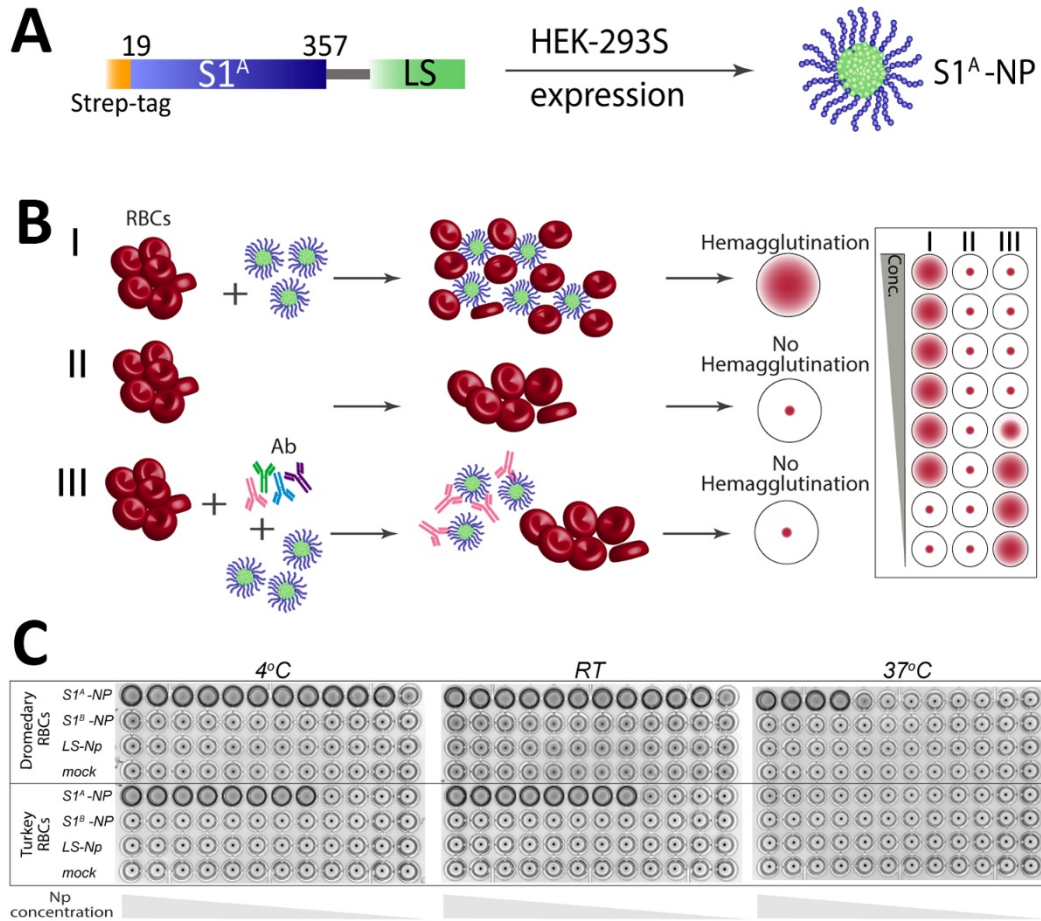 A
19
357
S1ᴬ
LS
Strep-tag
HEK-293S
expression
S1ᴬ-NP
B
I
RBCs
+
Hemagglutination
II
No
Hemagglutination
III
Ab
+
+
No
Hemagglutination
I II III
Conc.
C
4ºC RT 37ºC
Dromedary
RBCs
S1ᴬ-NP
S1ᴮ-NP
LS-Np
mock
Turkey
RBCs
S1ᴬ-NP
S1ᴮ-NP
LS-Np
mock
Np
concentration